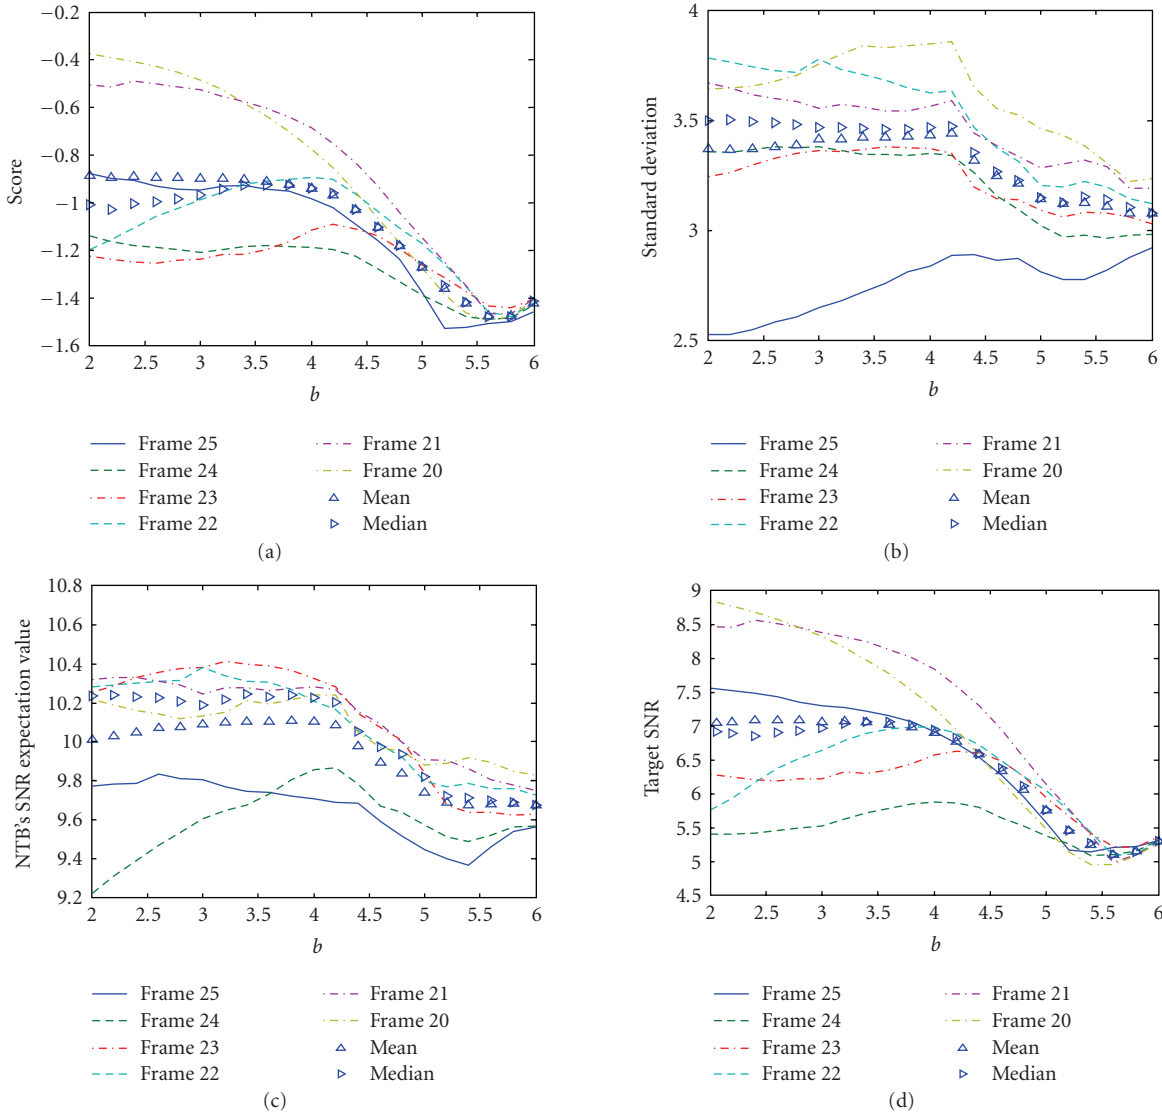 −0.2
−0.4
−0.6
−0.8
−1
−1.2
−1.4
−1.6
Score
2 2.5 3 3.5 4 4.5 5 5.5 6
b
Frame 25
Frame 24
Frame 23
Frame 22
Frame 21
Frame 20
Mean
Median
(a)
4
3.5
3
2.5
Standard deviation
2 2.5 3 3.5 4 4.5 5 5.5 6
b
Frame 25
Frame 24
Frame 23
Frame 22
Frame 21
Frame 20
Mean
Median
(b)
10.8
10.6
10.4
10.2
10
9.8
9.6
9.4
9.2
NTB's SNR expectation value
2 2.5 3 3.5 4 4.5 5 5.5 6
b
Frame 25
Frame 24
Frame 23
Frame 22
Frame 21
Frame 20
Mean
Median
(c)
9
8.5
8
7.5
7
6.5
6
5.5
5
4.5
Target SNR
2 2.5 3 3.5 4 4.5 5 5.5 6
b
Frame 25
Frame 24
Frame 23
Frame 22
Frame 21
Frame 20
Mean
Median
(d)